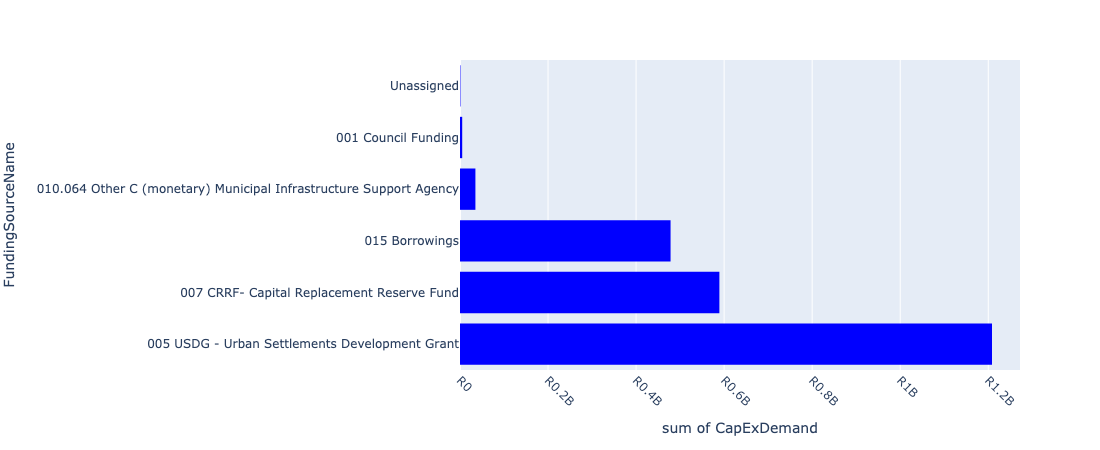 FundingSourceName
Unassigned
001 Council Funding
010.064 Other C (monetary) Municipal Infrastructure Support Agency
015 Borrowings
007 CRRF- Capital Replacement Reserve Fund
005 USDG - Urban Settlements Development Grant
R0
R0.2B
R0.4B
R0.6B
R0.8B
R1B
R1.2B
sum of CapExDemand